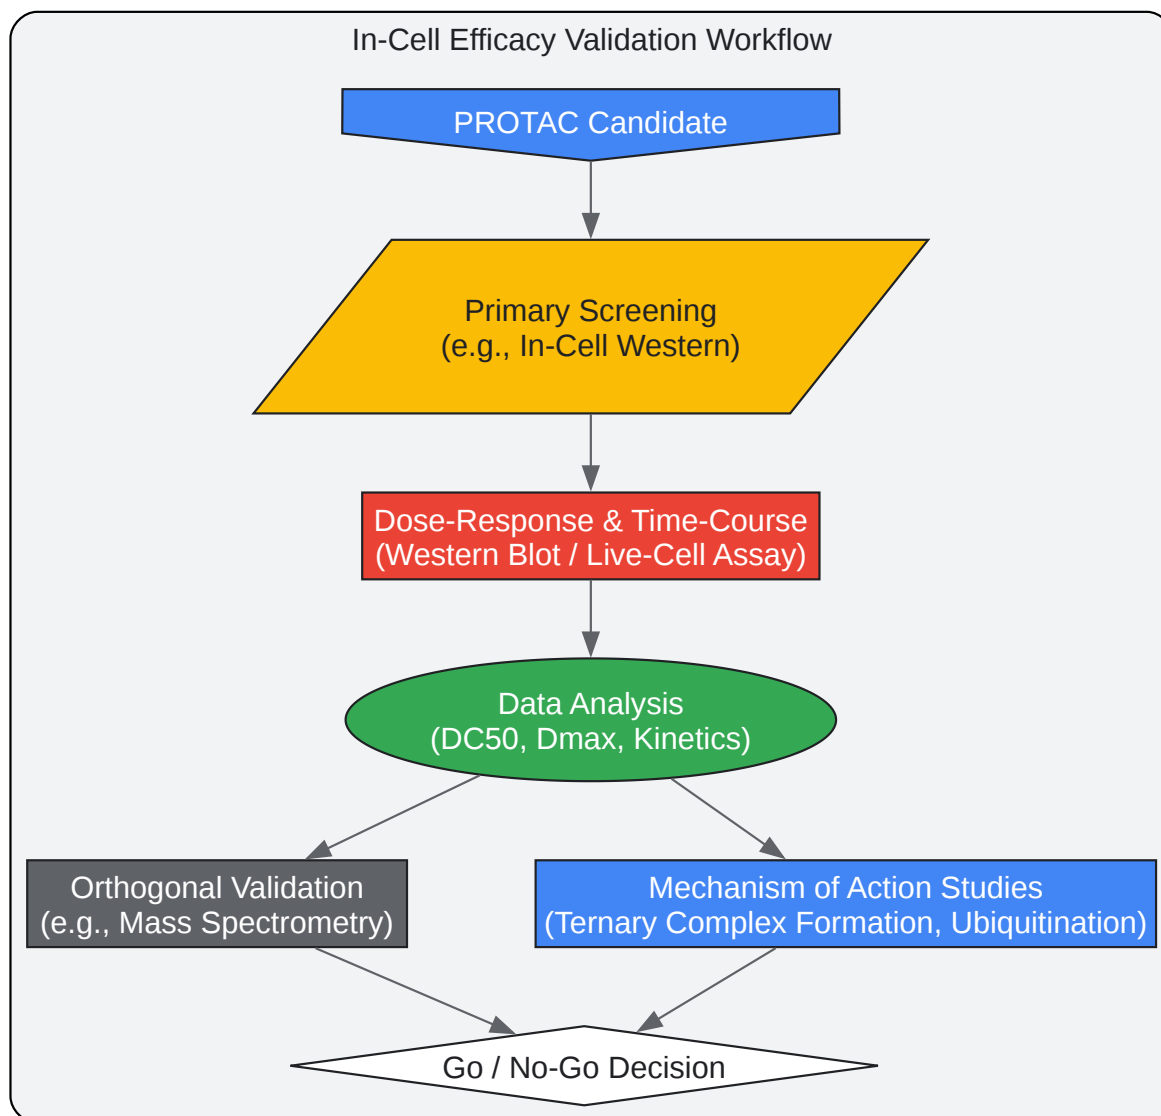 In-Cell Efficacy Validation Workflow
PROTAC Candidate
Primary Screening
(e.g., In-Cell Western)
Dose-Response & Time-Course
(Western Blot / Live-Cell Assay)
Data Analysis
(DC50, Dmax, Kinetics)
Orthogonal Validation
(e.g., Mass Spectrometry)
Mechanism of Action Studies
(Ternary Complex Formation, Ubiquitination)
Go / No-Go Decision